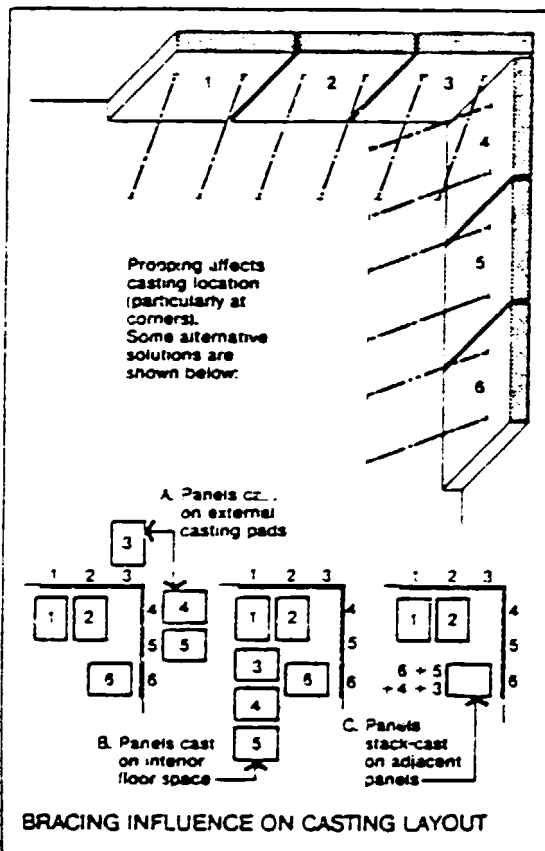 1 2 3
4
5
6
Propping affects
casting location
(particularly at
corners).
Some alternative
solutions are
shown below:
A. Panels
on external
casting pads
3
1 2 3
1 2
4
5
6
4
5
6
1 2 3
1 2
3
4
5
6
4
5
6
1 2 3
1 2
4
5
6
6 + 5
+ 4 + 3
B. Panels cast
on interior
floor space
C. Panels
stack-cast
on adjacent
panels
BRACING INFLUENCE ON CASTING LAYOUT